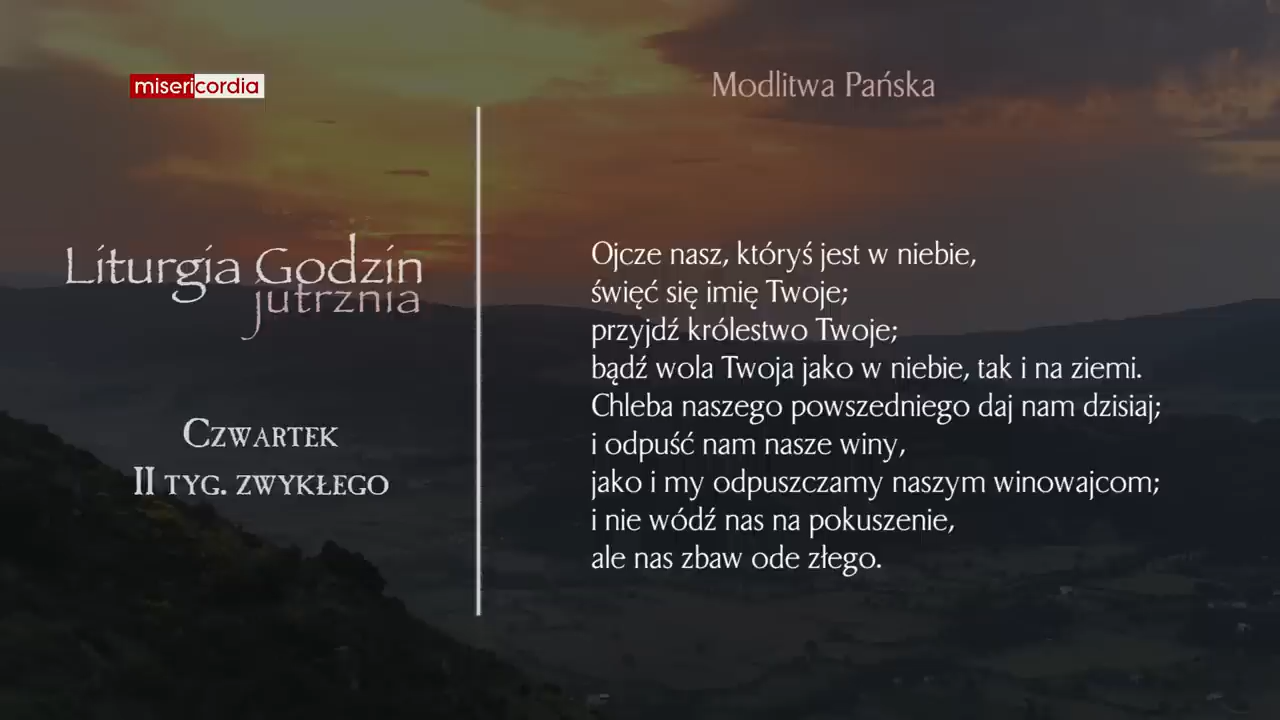 misericordia
Modlitwa Pańska
Liturgia Godzin
jutrznia
Czwartek
II tyg. zwykłego
Ojcze nasz, któryś jest w niebie,
święć się imię Twoje;
przyjdź królestwo Twoje;
bądź wola Twoja jako w niebie, tak i na ziemi.
Chleba naszego powszedniego daj nam dzisiaj;
i odpuść nam nasze winy,
jako i my odpuszczamy naszym winowajcom;
i nie wódź nas na pokuszenie,
ale nas zbaw ode złego.